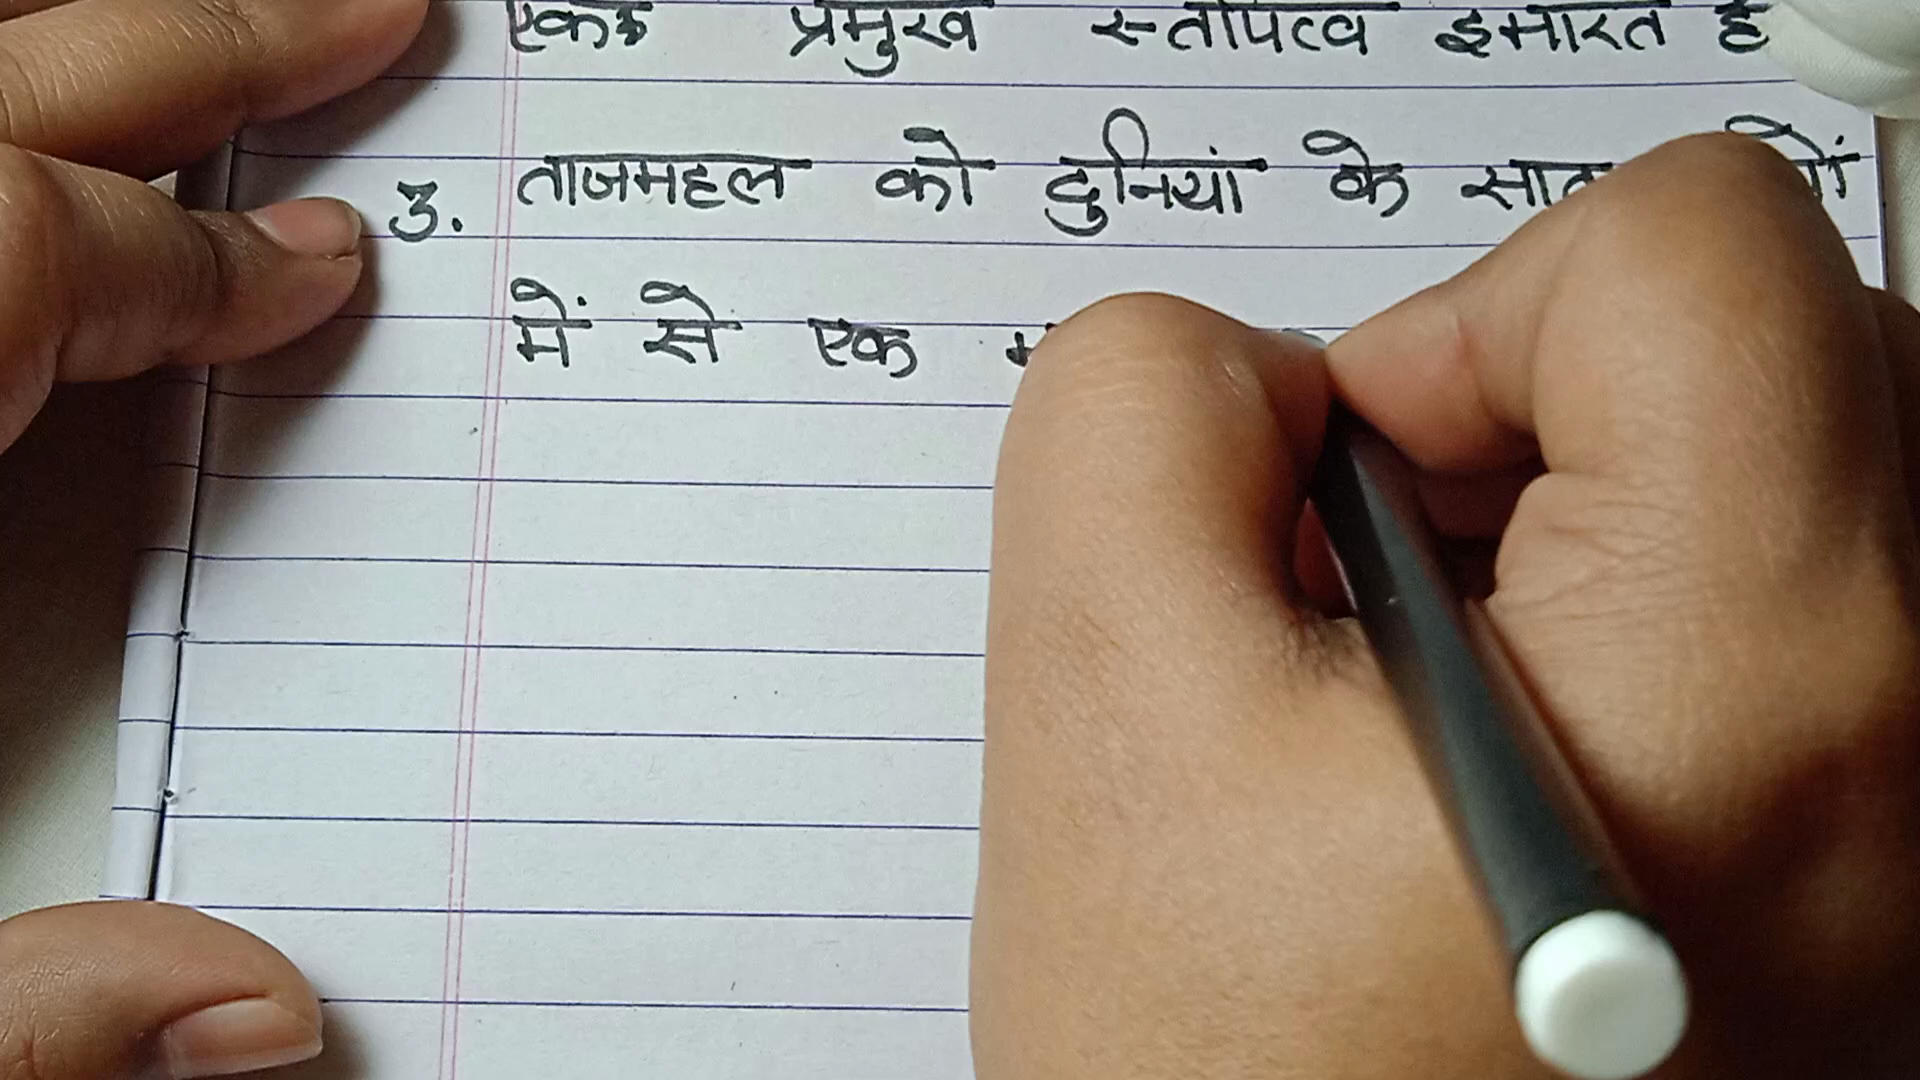 एक प्रमुख स्तापत्व इमारत है
3. ताजमहल को दुनियां के
में से एक